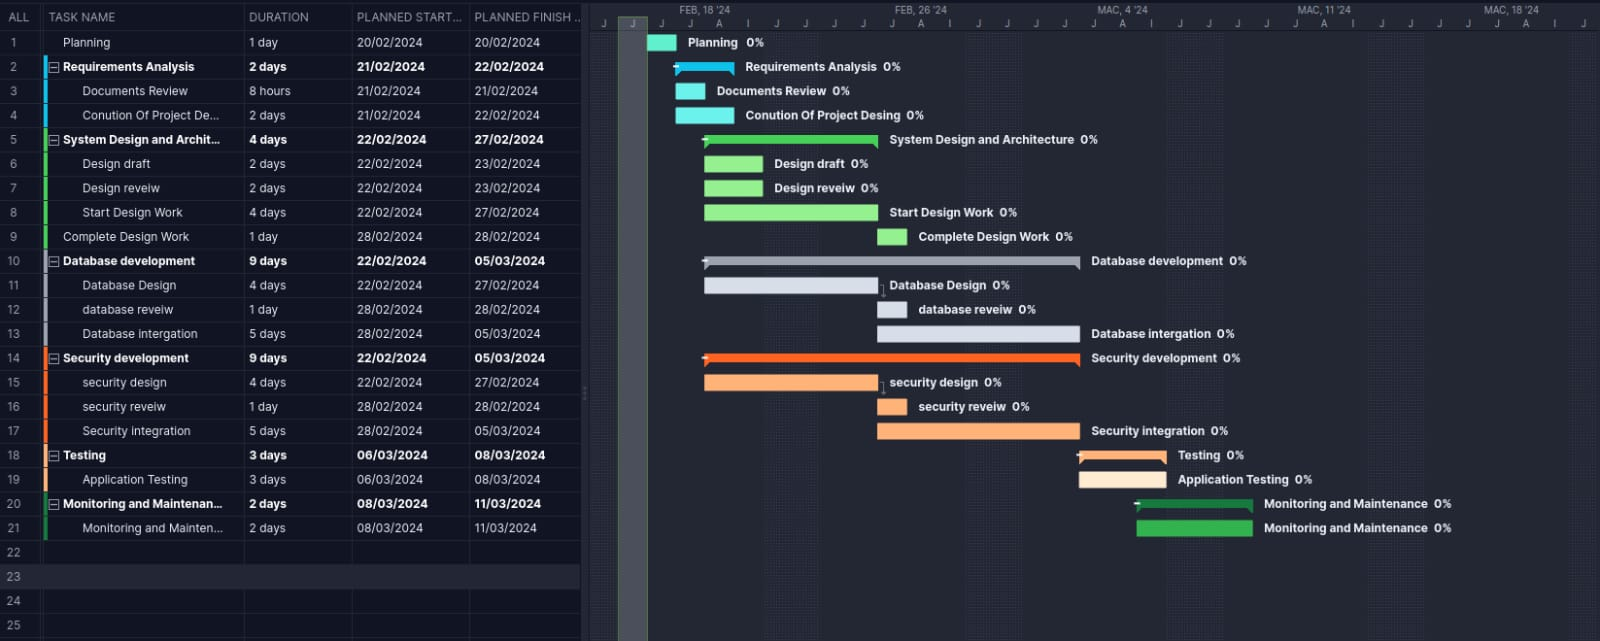 ALL TASK NAME DURATION PLANNED START... PLANNED FINISH ... FEB, 18 '24 FEB, 26 '24 MAC, 4 '24 MAC, 11 '24 MAC, 18 '24
J J J J A I J J J J A I J J J J A I J J J J A I J J J J A I J
1 Planning 1 day 20/02/2024 20/02/2024 Planning 0%
2 Requirements Analysis 2 days 21/02/2024 22/02/2024 Requirements Analysis 0%
3 Documents Review 8 hours 21/02/2024 21/02/2024 Documents Review 0%
4 Conution Of Project De... 2 days 21/02/2024 22/02/2024 Conution Of Project Desing 0%
5 System Design and Archit... 4 days 22/02/2024 27/02/2024 System Design and Architecture 0%
6 Design draft 2 days 22/02/2024 23/02/2024 Design draft 0%
7 Design reveiw 2 days 22/02/2024 23/02/2024 Design reveiw 0%
8 Start Design Work 4 days 22/02/2024 27/02/2024 Start Design Work 0%
9 Complete Design Work 1 day 28/02/2024 28/02/2024 Complete Design Work 0%
10 Database development 9 days 22/02/2024 05/03/2024 Database development 0%
11 Database Design 4 days 22/02/2024 27/02/2024 Database Design 0%
12 database reveiw 1 day 28/02/2024 28/02/2024 database reveiw 0%
13 Database intergation 5 days 28/02/2024 05/03/2024 Database intergation 0%
14 Security development 9 days 22/02/2024 05/03/2024 Security development 0%
15 security design 4 days 22/02/2024 27/02/2024 security design 0%
16 security reveiw 1 day 28/02/2024 28/02/2024 security reveiw 0%
17 Security integration 5 days 28/02/2024 05/03/2024 Security integration 0%
18 Testing 3 days 06/03/2024 08/03/2024 Testing 0%
19 Application Testing 3 days 06/03/2024 08/03/2024 Application Testing 0%
20 Monitoring and Maintenan... 2 days 08/03/2024 11/03/2024 Monitoring and Maintenance 0%
21 Monitoring and Mainten... 2 days 08/03/2024 11/03/2024 Monitoring and Maintenance 0%
22
23
24
25